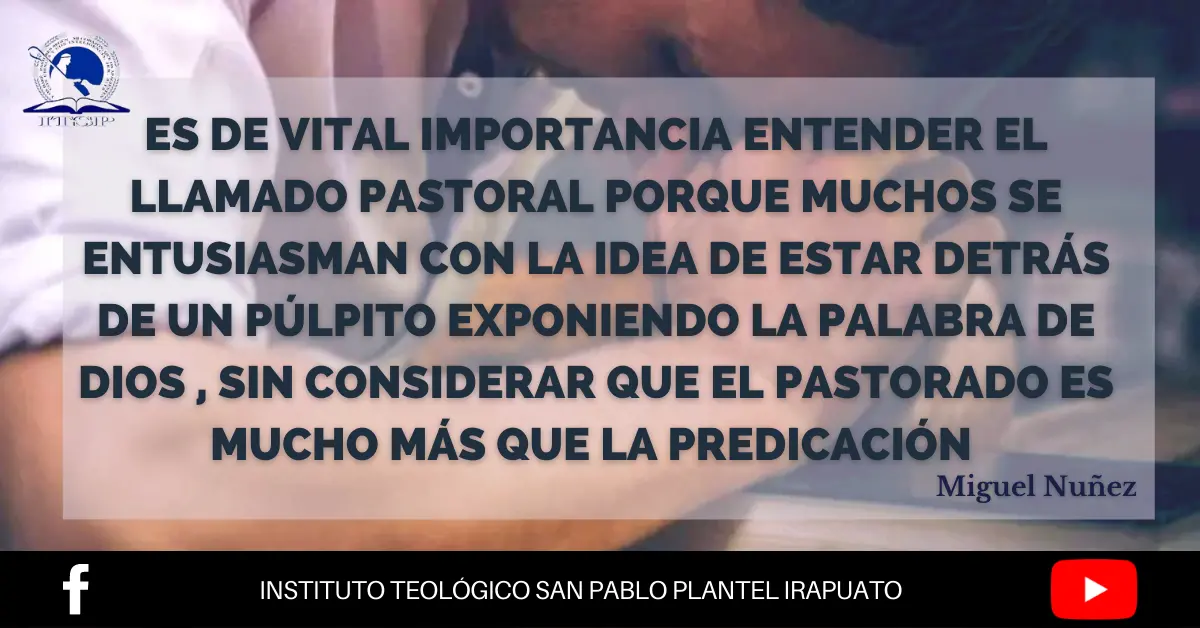 ES DE VITAL IMPORTANCIA ENTENDER EL
LLAMADO PASTORAL PORQUE MUCHOS SE
ENTUSIASMAN CON LA IDEA DE ESTAR DETRÁS
DE UN PÚLPITO EXPONIENDO LA PALABRA DE
DIOS , SIN CONSIDERAR QUE EL PASTORADO ES
MUCHO MÁS QUE LA PREDICACIÓN
Miguel Nuñez
INSTITUTO TEOLÓGICO SAN PABLO PLANTEL IRAPUATO